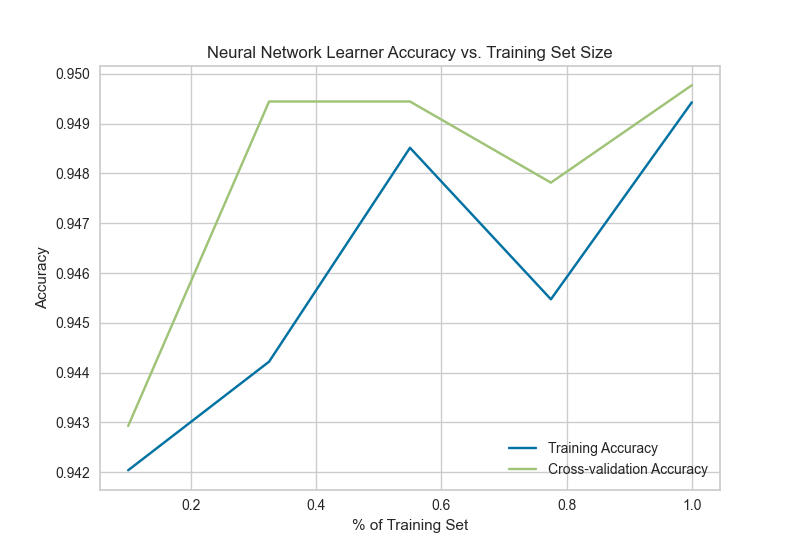 Neural Network Learner Accuracy vs. Training Set Size
0.950
0.949
0.948
0.947
0.946
0.945
0.944
0.943
0.942
Accuracy
Training Accuracy
Cross-validation Accuracy
0.2 0.4 0.6 0.8 1.0
% of Training Set